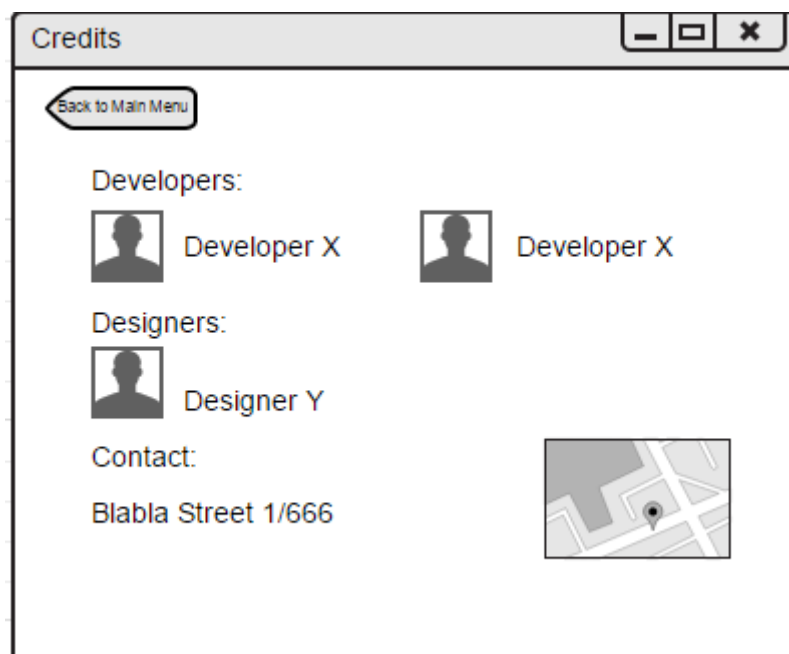 Credits
Back to Main Menu
Developers:
Developer X
Developer X
Designers:
Designer Y
Contact:
Blabla Street 1/666